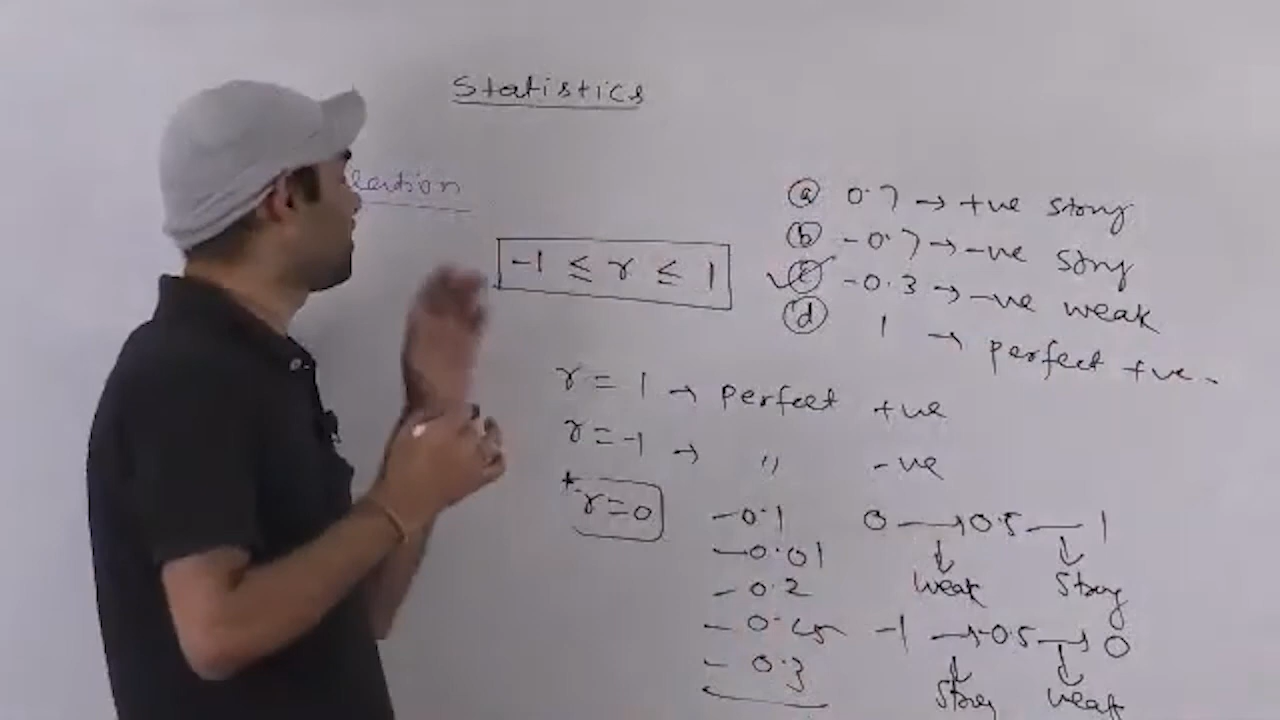 Statistics
lation
-1 ≤ r ≤ 1
(a) 0.7 → +ve strong
(b) -0.7 → -ve strong
(c) -0.3 → -ve weak
(d) 1 → perfect +ve.
r = 1 → perfect +ve
r = -1 → " -ve
* r=0
-0.1
-0.01
-0.2
-0.45
-0.3
0 → 0.5 — 1
weak strong
-1 → -0.5 → 0
strong weak